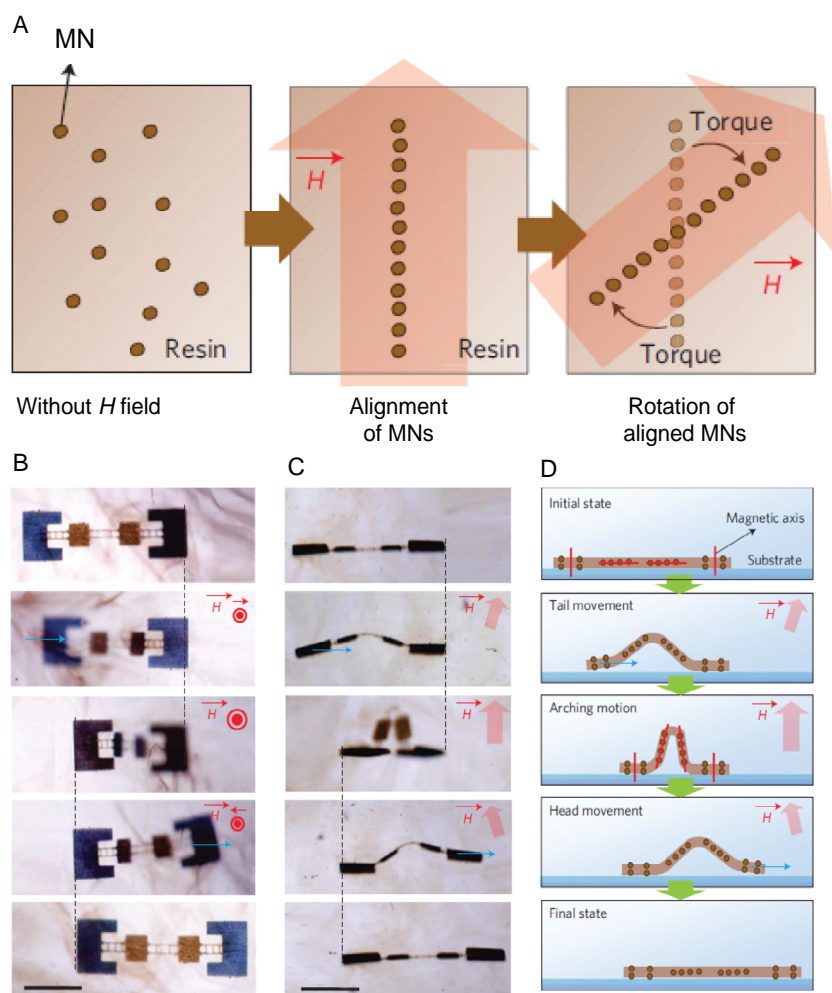 A
MN
Resin
H
Resin
Torque
H
Torque
Without H field
Alignment
of MNs
Rotation of
aligned MNs
B
C
D
Initial state
Magnetic axis
Substrate
H
H
Tail movement
H
H
H
Arching motion
H
H
H
Head movement
H
Final state